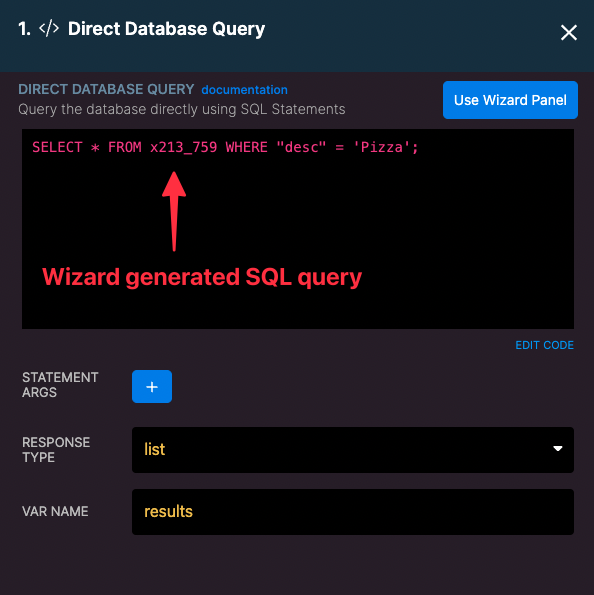 1. </> Direct Database Query
DIRECT DATABASE QUERY documentation
Query the database directly using SQL Statements
Use Wizard Panel
SELECT * FROM x213_759 WHERE "desc" = 'Pizza';
Wizard generated SQL query
EDIT CODE
STATEMENT
ARGS
+
RESPONSE
TYPE
list
VAR NAME
results